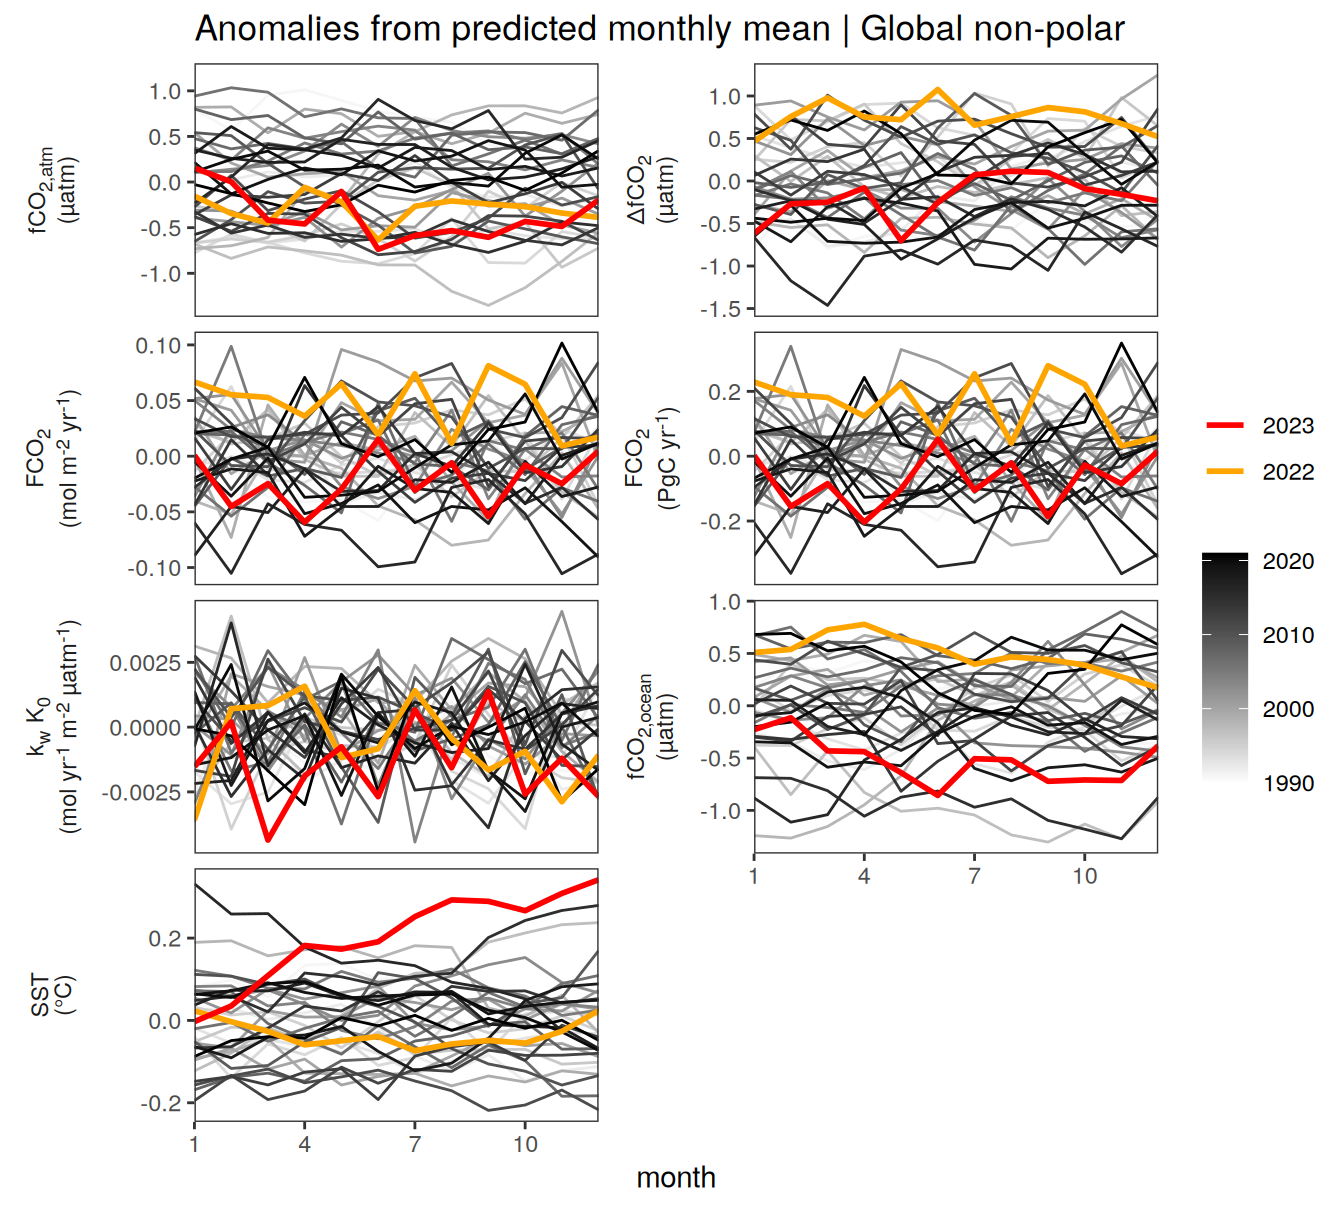 Anomalies from predicted monthly mean | Global non-polar
fCO2,atm
(µatm)
1.0
0.5
0.0
-0.5
-1.0
ΔfCO2
(µatm)
1.0
0.5
0.0
-0.5
-1.0
-1.5
FCO2
(mol m-2 yr-1)
0.10
0.05
0.00
-0.05
-0.10
FCO2
(PgC yr-1)
0.2
0.0
-0.2
kw K0
(mol yr-1 m-2 µatm-1)
0.0025
0.0000
-0.0025
fCO2,ocean
(µatm)
1.0
0.5
0.0
-0.5
-1.0
1 4 7 10
SST
(°C)
0.2
0.0
-0.2
1 4 7 10
month
2023
2022
2020
2010
2000
1990